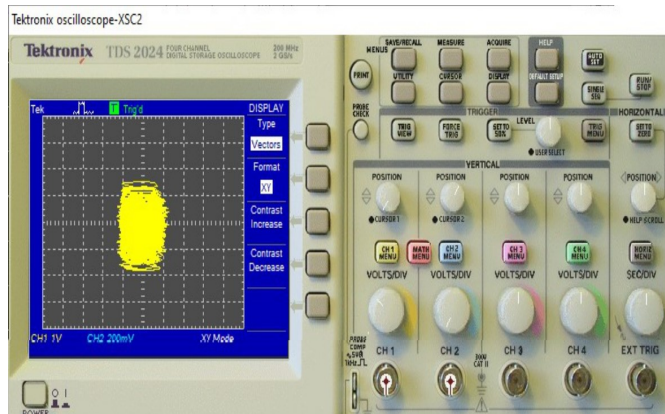 Tektronix oscilloscope-XSC2
Tektronix TDS 2024 FOUR CHANNEL DIGITAL STORAGE OSCILLOSCOPE 200 MHz 2 GS/s
Tek T Trig'd
DISPLAY
Type
Vectors
Format
XY
Contrast
Increase
Contrast
Decrease
CH1 1V CH2 200mV XY Mode
POWER
MENUS
SAVE/RECALL MEASURE ACQUIRE
UTILITY CURSOR DISPLAY
HELP
DEFAULT SETUP
AUTO SET
SINGLE SEQ
RUN/STOP
PRINT
PROBE CHECK
TRIGGER
TRIG VIEW
FORCE TRIG
SET TO 50%
LEVEL
USER SELECT
TRIG MENU
HORIZONTAL
SET TO ZERO
VERTICAL
POSITION POSITION POSITION POSITION POSITION
CURSOR 1 CURSOR 2 HELP SCROLL
CH 1 MENU
MATH MENU
CH 2 MENU
CH 3 MENU
CH 4 MENU
HORIZ MENU
VOLTS/DIV VOLTS/DIV VOLTS/DIV VOLTS/DIV SEC/DIV
PROBE COMP
CH 1 CH 2 CH 3 CH 4 EXT TRIG
300V
CAT II